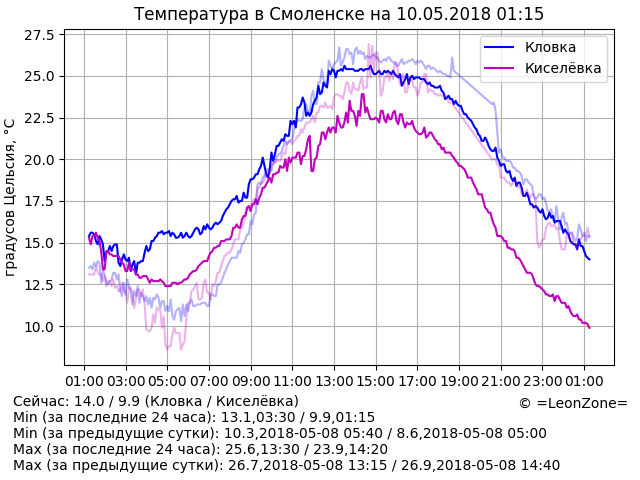 Температура в Смоленске на 10.05.2018 01:15
27.5
25.0
22.5
20.0
17.5
15.0
12.5
10.0
градусов Цельсия, °C
Кловка
Киселёвка
01:00 03:00 05:00 07:00 09:00 11:00 13:00 15:00 17:00 19:00 21:00 23:00 01:00
Сейчас: 14.0 / 9.9 (Кловка / Киселёвка)
© =LeonZone=
Min (за последние 24 часа): 13.1,03:30 / 9.9,01:15
Min (за предыдущие сутки): 10.3,2018-05-08 05:40 / 8.6,2018-05-08 05:00
Max (за последние 24 часа): 25.6,13:30 / 23.9,14:20
Max (за предыдущие сутки): 26.7,2018-05-08 13:15 / 26.9,2018-05-08 14:40